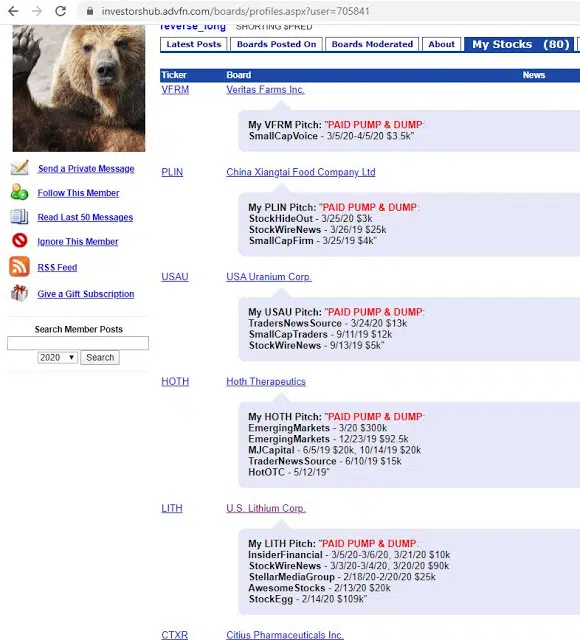 investorshub.advfn.com/boards/profiles.aspx?user=705841
reverse_long SHORTING $PRED
Latest Posts Boards Posted On Boards Moderated About My Stocks (80)
Ticker Board News
VFRM Veritas Farms Inc.
My VFRM Pitch: "PAID PUMP & DUMP:
SmallCapVoice - 3/5/20-4/5/20 $3.5k"
PLIN China Xiangtai Food Company Ltd
My PLIN Pitch: "PAID PUMP & DUMP:
StockHideOut - 3/25/20 $3k
StockWireNews - 3/26/19 $25k
SmallCapFirm - 3/25/19 $4k"
USAU USA Uranium Corp.
My USAU Pitch: "PAID PUMP & DUMP:
TradersNewsSource - 3/24/20 $13k
SmallCapTraders - 9/11/19 $12k
StockWireNews - 9/13/19 $5k"
HOTH Hoth Therapeutics
My HOTH Pitch: "PAID PUMP & DUMP:
EmergingMarkets - 3/20 $300k
EmergingMarkets - 12/23/19 $92.5k
MJCapital - 6/5/19 $20k, 10/14/19 $20k
TraderNewsSource - 6/10/19 $15k
HotOTC - 5/12/19"
LITH U.S. Lithium Corp.
My LITH Pitch: "PAID PUMP & DUMP:
InsiderFinancial - 3/5/20-3/6/20, 3/21/20 $10k
StockWireNews - 3/3/20-3/4/20, 3/20/20 $90k
StellarMediaGroup - 2/18/20-2/20/20 $25k
AwesomeStocks - 2/13/20 $20k
StockEgg - 2/14/20 $109k"
CTXR Citius Pharmaceuticals Inc.
Send a Private Message
Follow This Member
Read Last 50 Messages
Ignore This Member
RSS Feed
Give a Gift Subscription
Search Member Posts
2020 Search